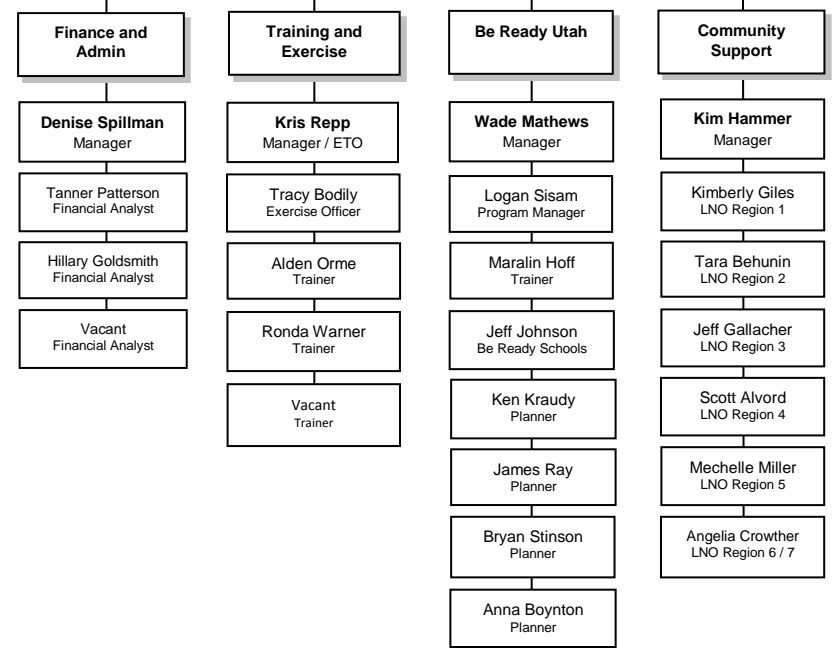 Finance and
Admin
Denise Spillman
Manager
Tanner Patterson
Financial Analyst
Hillary Goldsmith
Financial Analyst
Vacant
Financial Analyst
Training and
Exercise
Kris Repp
Manager / ETO
Tracy Bodily
Exercise Officer
Alden Orme
Trainer
Ronda Warner
Trainer
Vacant
Trainer
Be Ready Utah
Wade Mathews
Manager
Logan Sisam
Program Manager
Maralin Hoff
Trainer
Jeff Johnson
Be Ready Schools
Ken Kraudy
Planner
James Ray
Planner
Bryan Stinson
Planner
Anna Boynton
Planner
Community
Support
Kim Hammer
Manager
Kimberly Giles
LNO Region 1
Tara Behunin
LNO Region 2
Jeff Gallacher
LNO Region 3
Scott Alvord
LNO Region 4
Mechelle Miller
LNO Region 5
Angelia Crowther
LNO Region 6 / 7